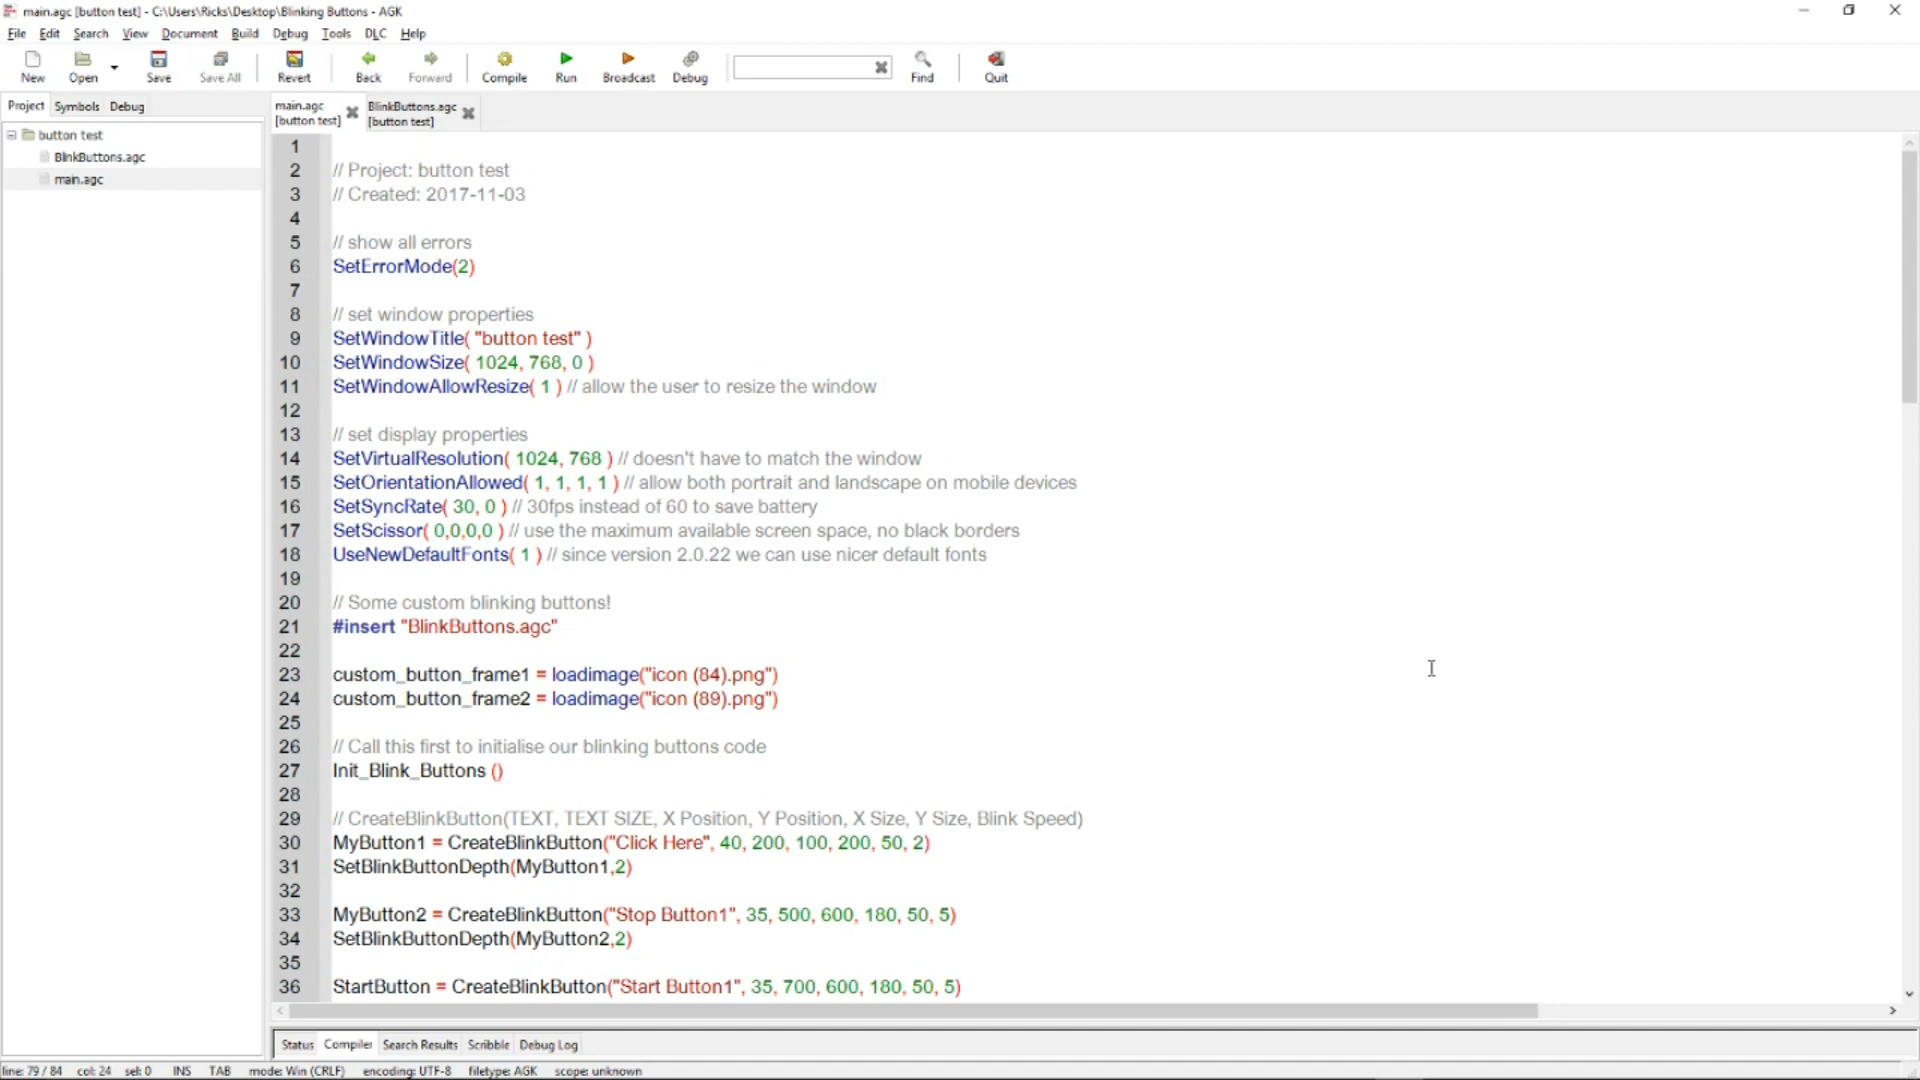 main.agc [button test] - C:\Users\Ricks\Desktop\Blinking Buttons - AGK
File Edit Search View Document Build Debug Tools DLC Help
New Open Save Save All Revert Back Forward Compile Run Broadcast Debug Find Quit
Project Symbols Debug
main.agc [button test]
BlinkButtons.agc [button test]
button test
BlinkButtons.agc
main.agc
1
2 // Project: button test
3 // Created: 2017-11-03
4
5 // show all errors
6 SetErrorMode(2)
7
8 // set window properties
9 SetWindowTitle( "button test" )
10 SetWindowSize( 1024, 768, 0 )
11 SetWindowAllowResize( 1 ) // allow the user to resize the window
12
13 // set display properties
14 SetVirtualResolution( 1024, 768 ) // doesn't have to match the window
15 SetOrientationAllowed( 1, 1, 1, 1 ) // allow both portrait and landscape on mobile devices
16 SetSyncRate( 30, 0 ) // 30fps instead of 60 to save battery
17 SetScissor( 0,0,0,0 ) // use the maximum available screen space, no black borders
18 UseNewDefaultFonts( 1 ) // since version 2.0.22 we can use nicer default fonts
19
20 // Some custom blinking buttons!
21 #insert "BlinkButtons.agc"
22
23 custom_button_frame1 = loadimage("icon (84).png")
24 custom_button_frame2 = loadimage("icon (89).png")
25
26 // Call this first to initialise our blinking buttons code
27 Init_Blink_Buttons ()
28
29 // CreateBlinkButton(TEXT, TEXT SIZE, X Position, Y Position, X Size, Y Size, Blink Speed)
30 MyButton1 = CreateBlinkButton("Click Here", 40, 200, 100, 200, 50, 2)
31 SetBlinkButtonDepth(MyButton1,2)
32
33 MyButton2 = CreateBlinkButton("Stop Button1", 35, 500, 600, 180, 50, 5)
34 SetBlinkButtonDepth(MyButton2,2)
35
36 StartButton = CreateBlinkButton("Start Button1", 35, 700, 600, 180, 50, 5)
Status Compiler Search Results Scribble Debug Log
line: 79 / 84 col: 24 sel: 0 INS TAB mode: Win (CRLF) encoding: UTF-8 filetype: AGK scope: unknown